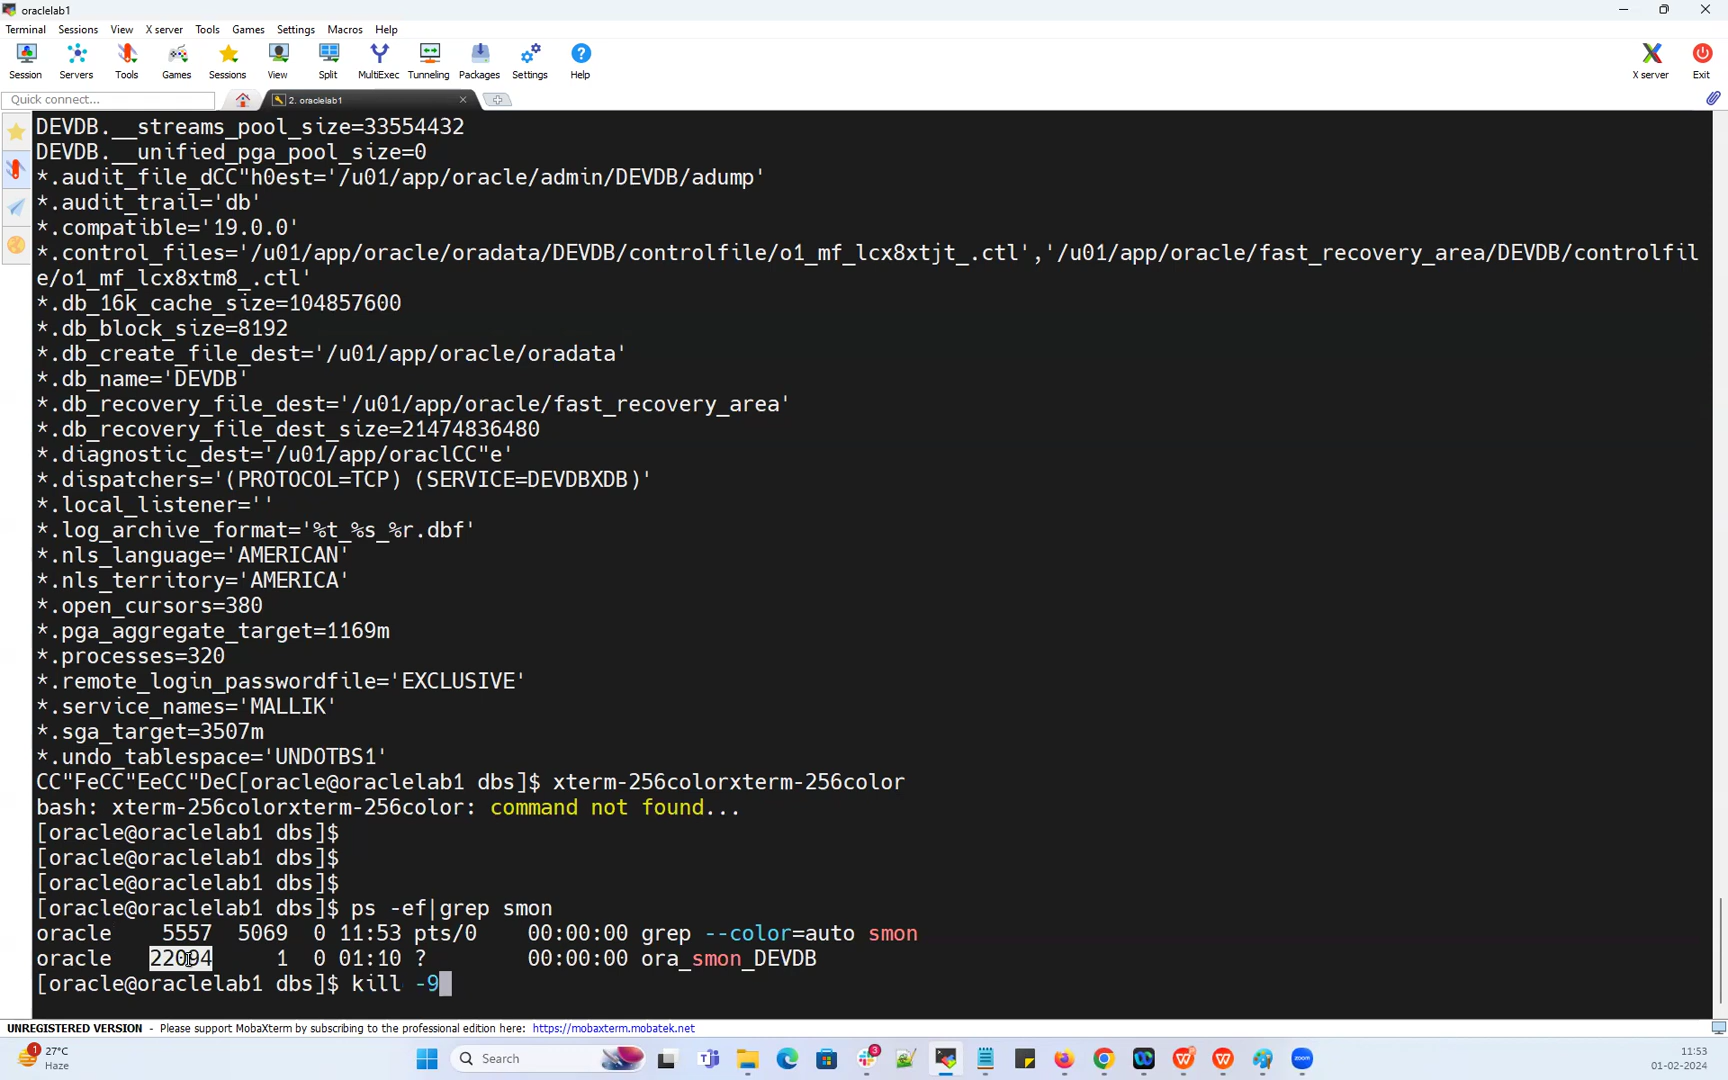 oraclelab1
Terminal Sessions View X server Tools Games Settings Macros Help
Session Servers Tools Games Sessions View Split MultiExec Tunneling Packages Settings Help X server Exit
Quick connect... 2. oraclelab1
DEVDB.__streams_pool_size=33554432
DEVDB.__unified_pga_pool_size=0
*.audit_file_dCC"h0est='/u01/app/oracle/admin/DEVDB/adump'
*.audit_trail='db'
*.compatible='19.0.0'
*.control_files='/u01/app/oracle/oradata/DEVDB/controlfile/o1_mf_lcx8xtjt_.ctl','/u01/app/oracle/fast_recovery_area/DEVDB/controlfil
e/o1_mf_lcx8xtm8_.ctl'
*.db_16k_cache_size=104857600
*.db_block_size=8192
*.db_create_file_dest='/u01/app/oracle/oradata'
*.db_name='DEVDB'
*.db_recovery_file_dest='/u01/app/oracle/fast_recovery_area'
*.db_recovery_file_dest_size=21474836480
*.diagnostic_dest='/u01/app/oraclCC"e'
*.dispatchers='(PROTOCOL=TCP) (SERVICE=DEVDBXDB)'
*.local_listener=''
*.log_archive_format='%t_%s_%r.dbf'
*.nls_language='AMERICAN'
*.nls_territory='AMERICA'
*.open_cursors=380
*.pga_aggregate_target=1169m
*.processes=320
*.remote_login_passwordfile='EXCLUSIVE'
*.service_names='MALLIK'
*.sga_target=3507m
*.undo_tablespace='UNDOTBS1'
CC"FeCC"EeCC"DeC[oracle@oraclelab1 dbs]$ xterm-256colorxterm-256color
bash: xterm-256colorxterm-256color: command not found...
[oracle@oraclelab1 dbs]$
[oracle@oraclelab1 dbs]$
[oracle@oraclelab1 dbs]$
[oracle@oraclelab1 dbs]$ ps -ef|grep smon
oracle 5557 5069 0 11:53 pts/0 00:00:00 grep --color=auto smon
oracle 22094 1 0 01:10 ? 00:00:00 ora_smon_DEVDB
[oracle@oraclelab1 dbs]$ kill -9
UNREGISTERED VERSION - Please support MobaXterm by subscribing to the professional edition here: https://mobaxterm.mobatek.net
1 27°C
Haze
Search
3
11:53
01-02-2024